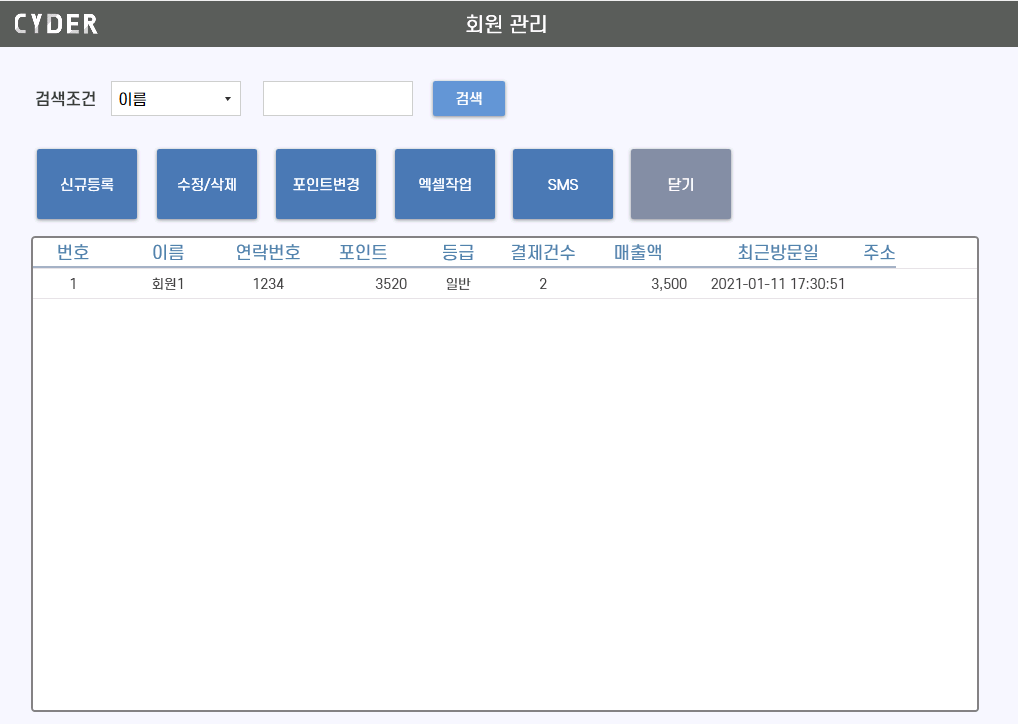 CYDER 회원 관리
검색조건 이름 검색
신규등록 수정/삭제 포인트변경 엑셀작업 SMS 닫기
번호 이름 연락번호 포인트 등급 결제건수 매출액 최근방문일 주소
1 회원1 1234 3520 일반 2 3,500 2021-01-11 17:30:51